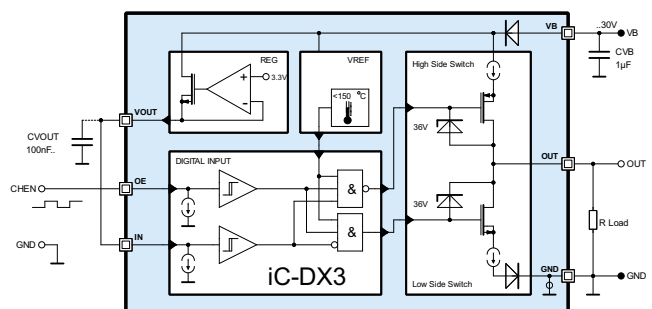 VB
..30V
VB
REG
VREF
CVB
1µF
3.3V
+
-
<150 °C
High Side Switch
36V
VOUT
CVOUT
100nF..
DIGITAL INPUT
CHEN
OE
&
OUT
OUT
36V
&
R Load
GND
IN
iC-DX3
Low Side Switch
GND
GND